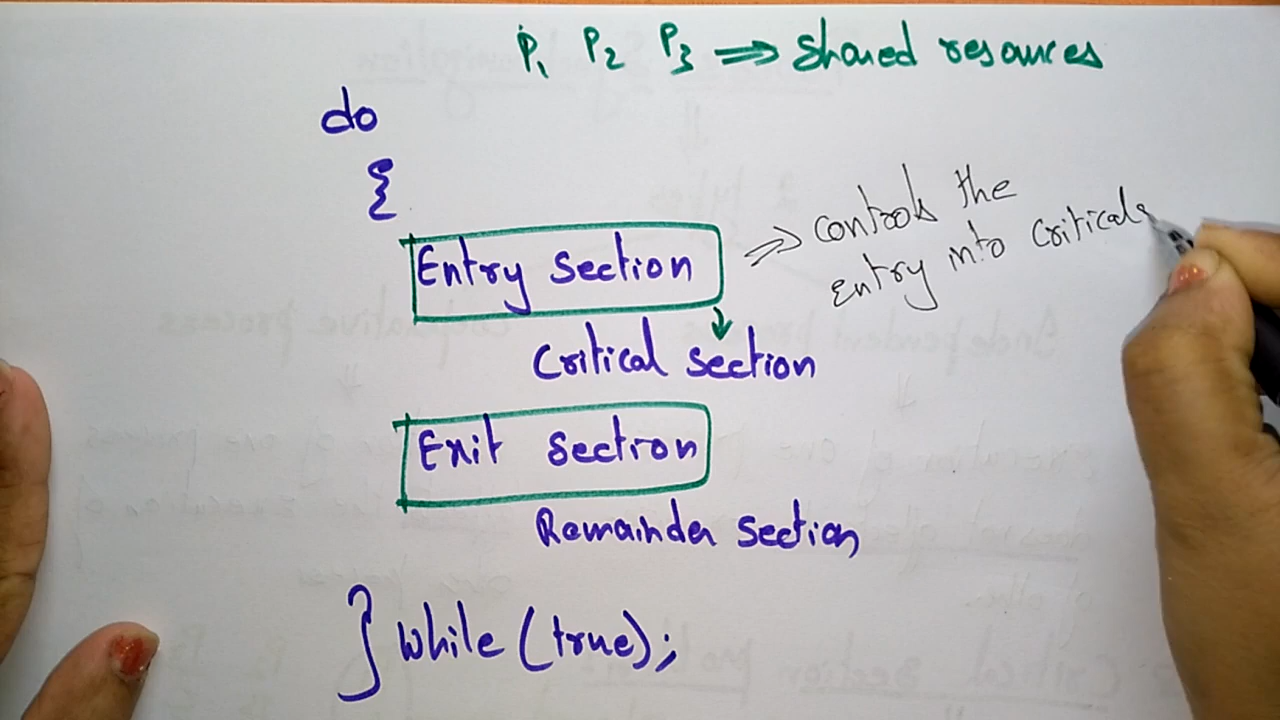 P1 P2 P3 ⇒ Shared resources
do
{
Entry section ⇒ controls the
entry into critical s
Critical section
Exit section
Remainder section
} while (true);